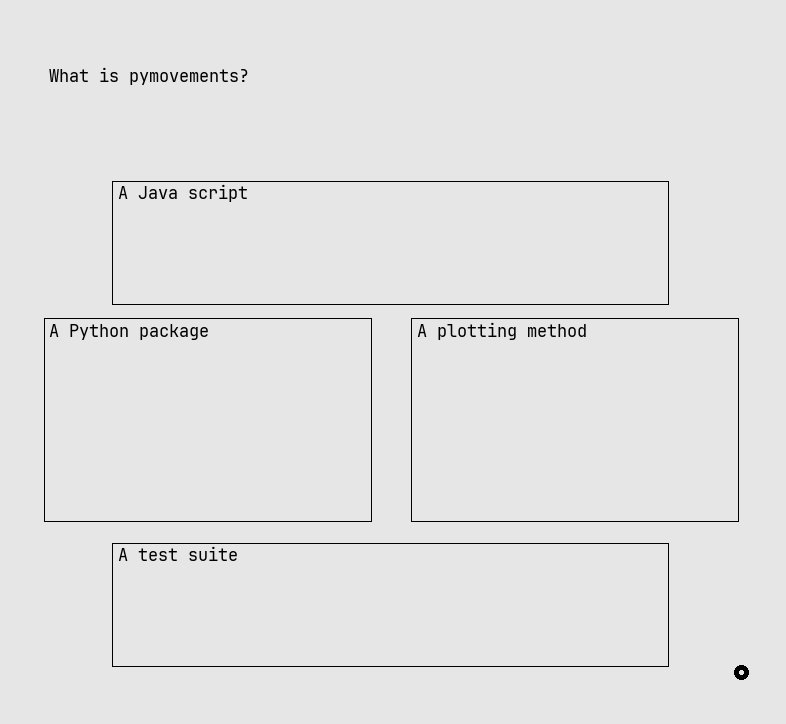 What is pymovements?
A Java script
A Python package
A plotting method
A test suite